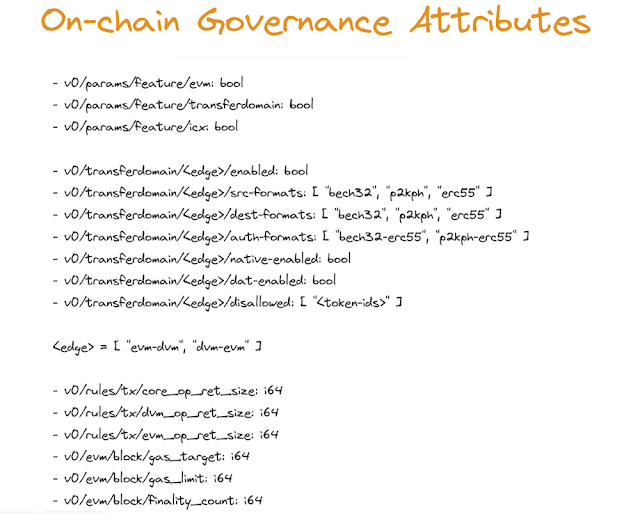 On-chain Governance Attributes
- v0/params/feature/evm: bool
- v0/params/feature/transferdomain: bool
- v0/params/feature/icx: bool
- v0/transferdomain/<edge>/enabled: bool
- v0/transferdomain/<edge>/src-formats: [ "bech32", "p2kph", "erc55" ]
- v0/transferdomain/<edge>/dest-formats: [ "bech32", "p2kph", "erc55" ]
- v0/transferdomain/<edge>/auth-formats: [ "bech32-erc55", "p2kph-erc55" ]
- v0/transferdomain/<edge>/native-enabled: bool
- v0/transferdomain/<edge>/dat-enabled: bool
- v0/transferdomain/<edge>/disallowed: [ "<token-ids>" ]
<edge> = [ "evm-dvm", "dvm-evm" ]
- v0/rules/tx/core_op_ret_size: i64
- v0/rules/tx/dvm_op_ret_size: i64
- v0/rules/tx/evm_op_ret_size: i64
- v0/evm/block/gas_target: i64
- v0/evm/block/gas_limit: i64
- v0/evm/block/finality_count: i64